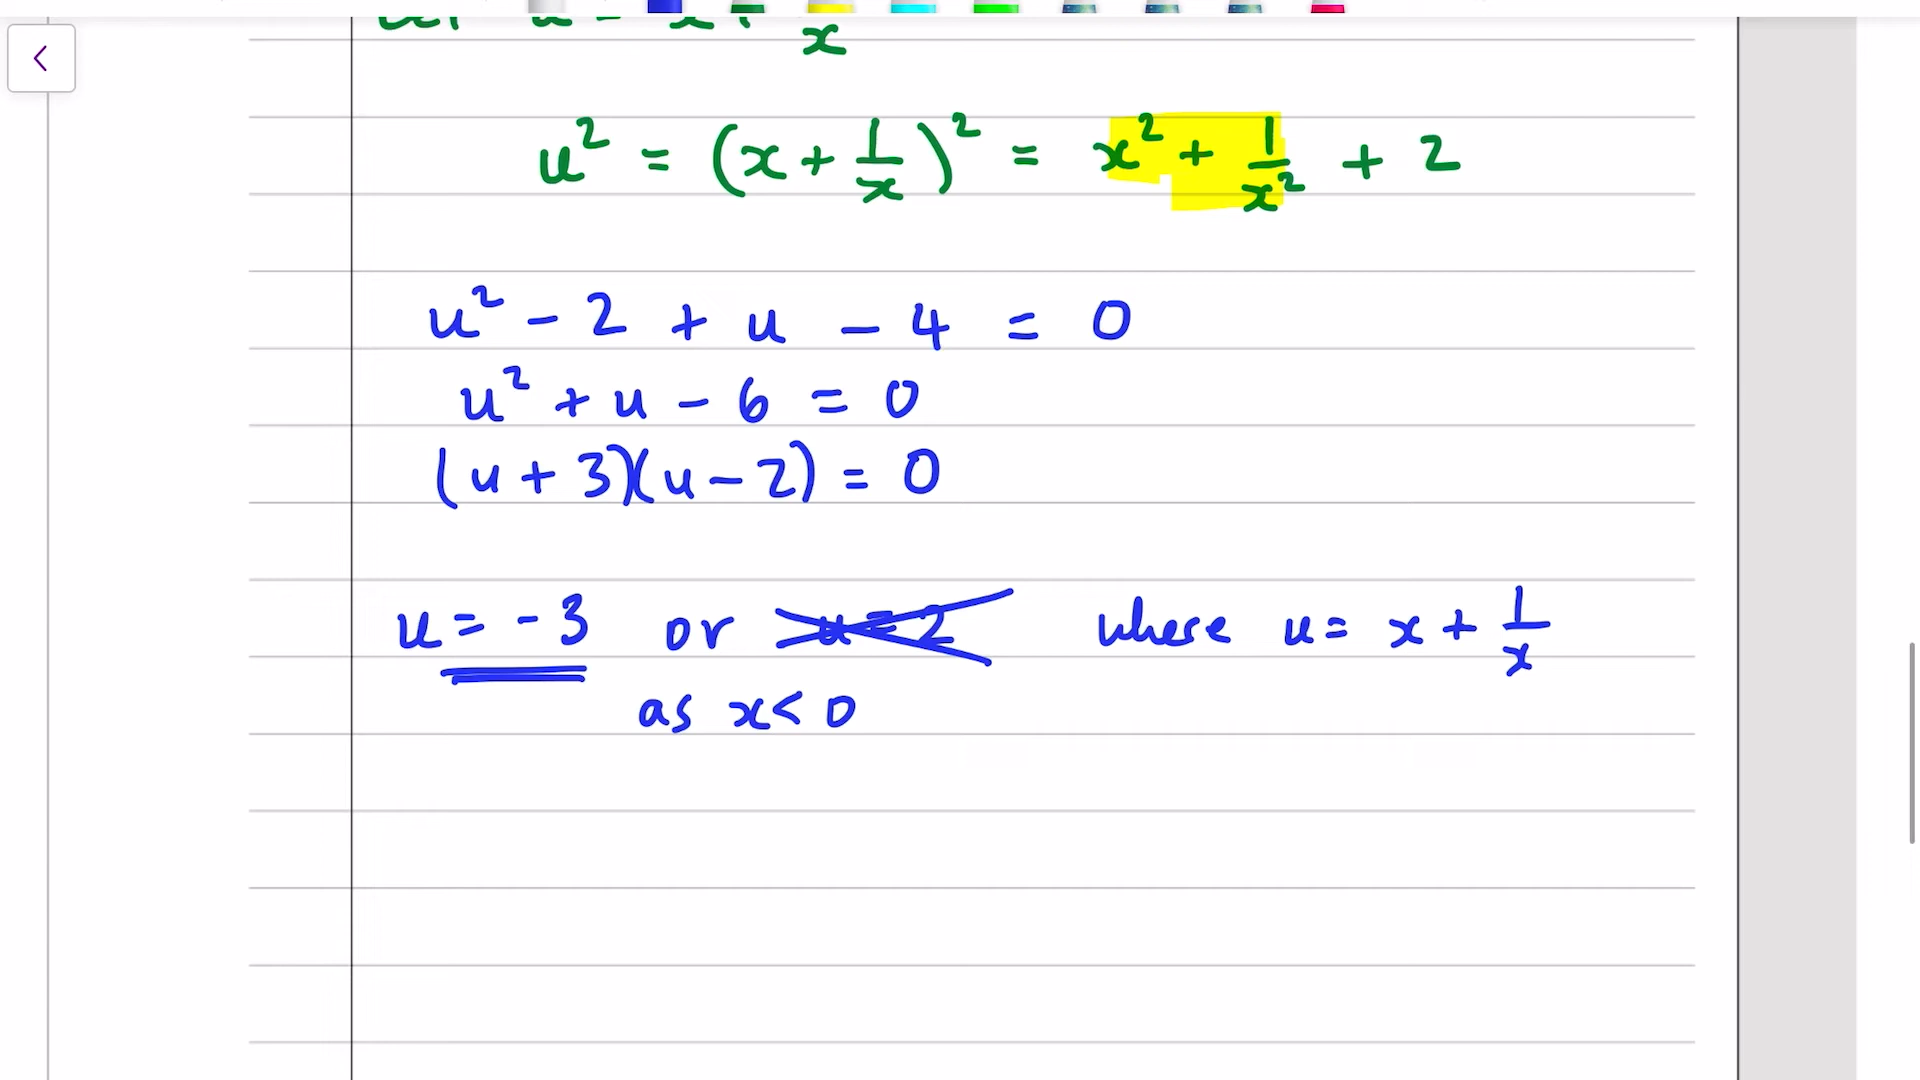 x
u² = (x + 1/x)² = x² + 1/x² + 2
u² - 2 + u - 4 = 0
u² + u - 6 = 0
(u + 3)(u - 2) = 0
u = - 3 or u = 2 where u = x + 1/x
as x < 0